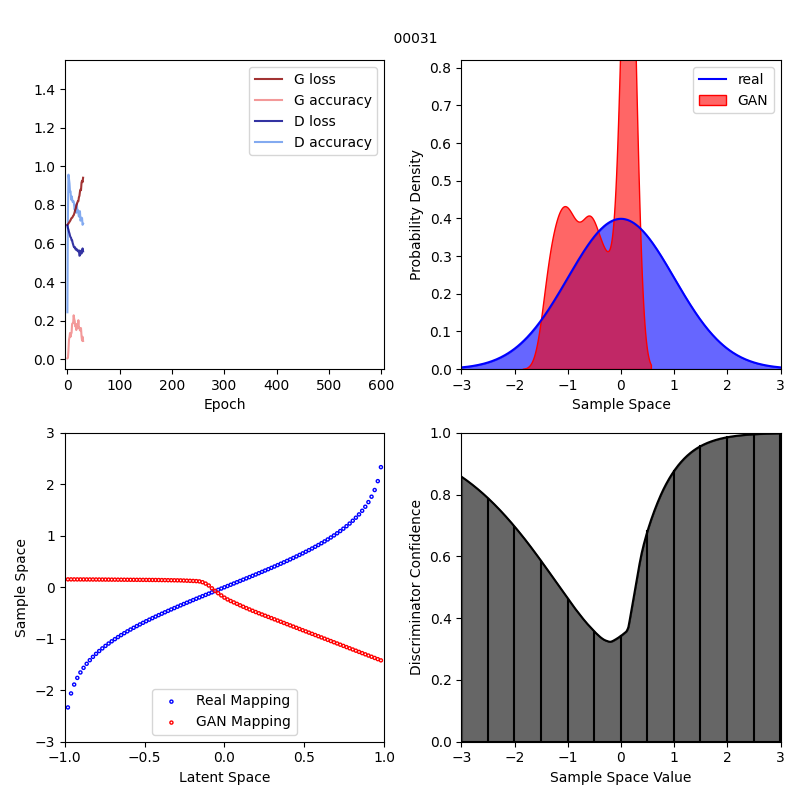 00031
G loss
G accuracy
D loss
D accuracy
1.4
1.2
1.0
0.8
0.6
0.4
0.2
0.0
0 100 200 300 400 500 600
Epoch
real
GAN
Probability Density
0.8
0.7
0.6
0.5
0.4
0.3
0.2
0.1
0.0
−3 −2 −1 0 1 2 3
Sample Space
Sample Space
3
2
1
0
−1
−2
−3
Real Mapping
GAN Mapping
−1.0 −0.5 0.0 0.5 1.0
Latent Space
Discriminator Confidence
1.0
0.8
0.6
0.4
0.2
0.0
−3 −2 −1 0 1 2 3
Sample Space Value